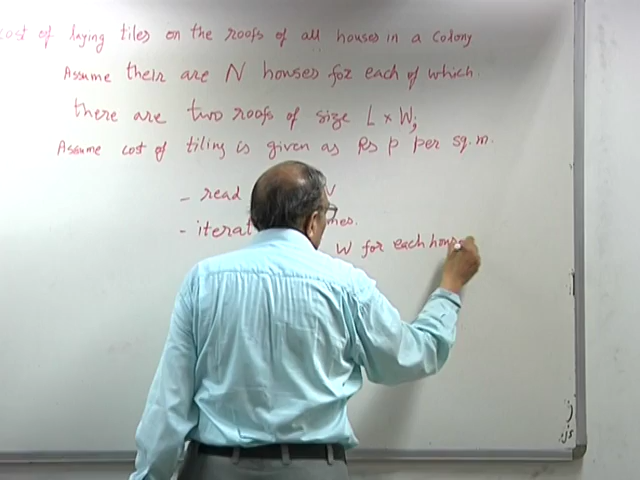 cost of laying tiles on the roofs of all houses in a colony
Assume their are N houses for each of which.
there are two roofs of size L × W;
Assume cost of tiling is given as Rs p per sq.m.
- read N
- iterat mes.
W for each hous